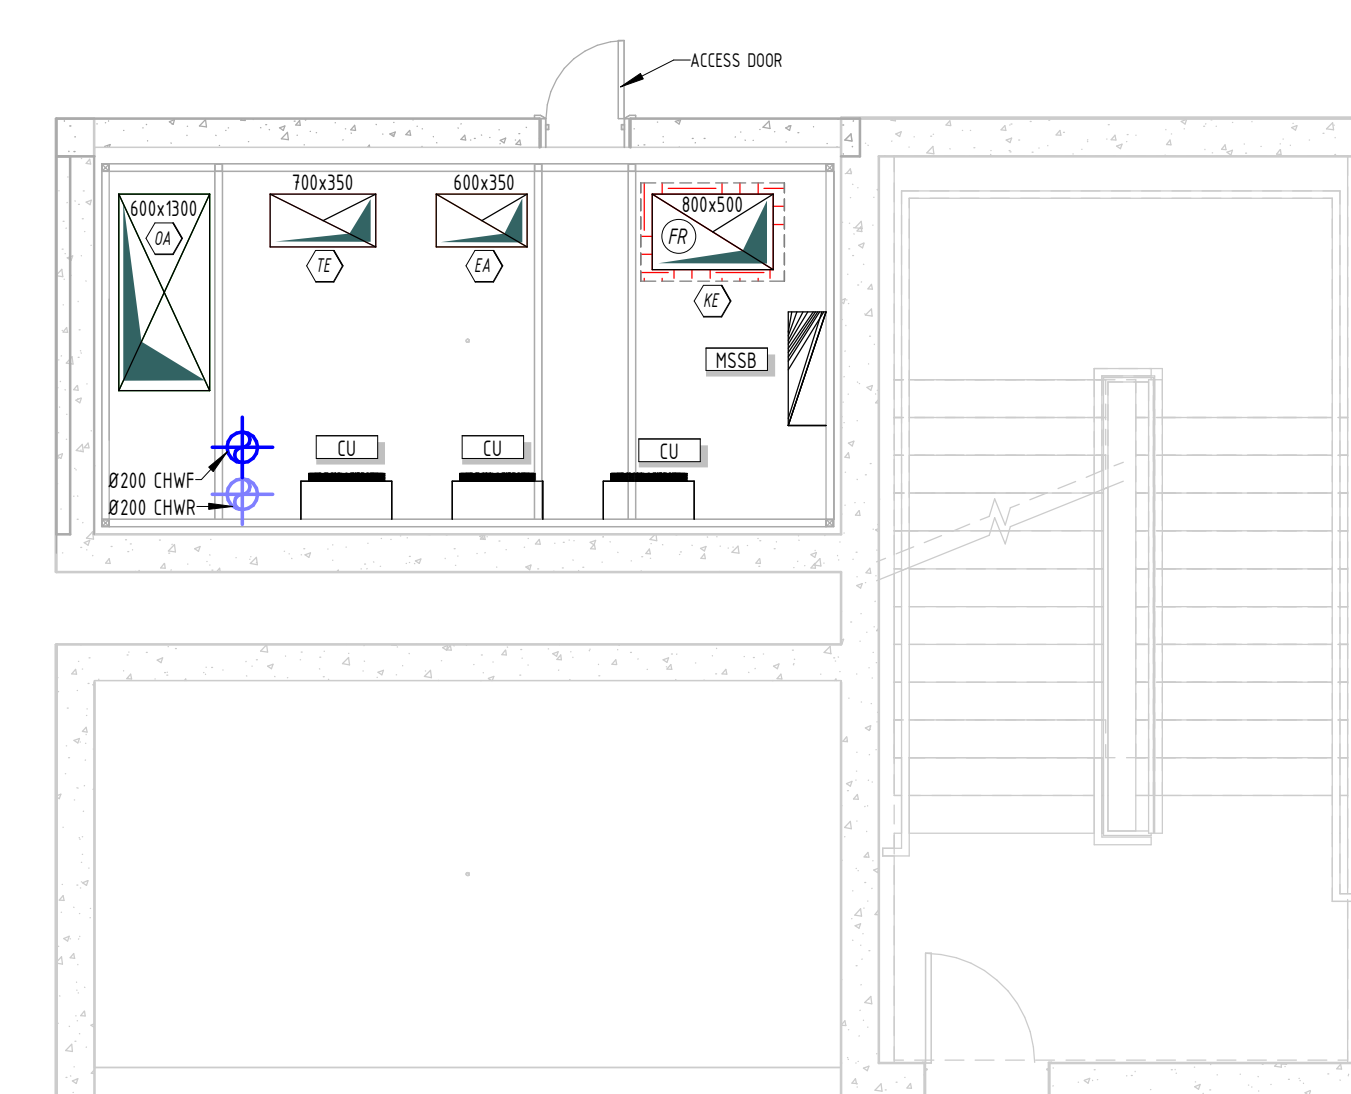 ACCESS DOOR
700x350
600x350
600x1300
800x500
OA
FR
TE
EA
KE
MSSB
CU
CU
CU
Ø200 CHWF
Ø200 CHWR